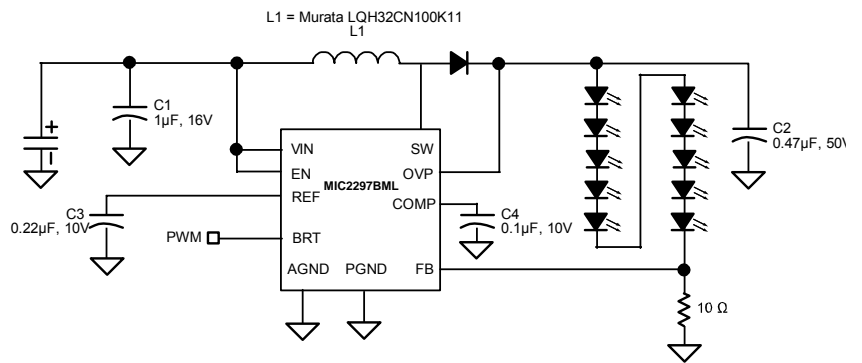 L1 = Murata LQH32CN100K11
L1
C1
1µF, 16V
+
-
VIN
SW
EN
OVP
MIC2297BML
REF
COMP
C2
0.47µF, 50V
C3
0.22µF, 10V
C4
0.1µF, 10V
PWM
BRT
AGND
PGND
FB
10 Ω